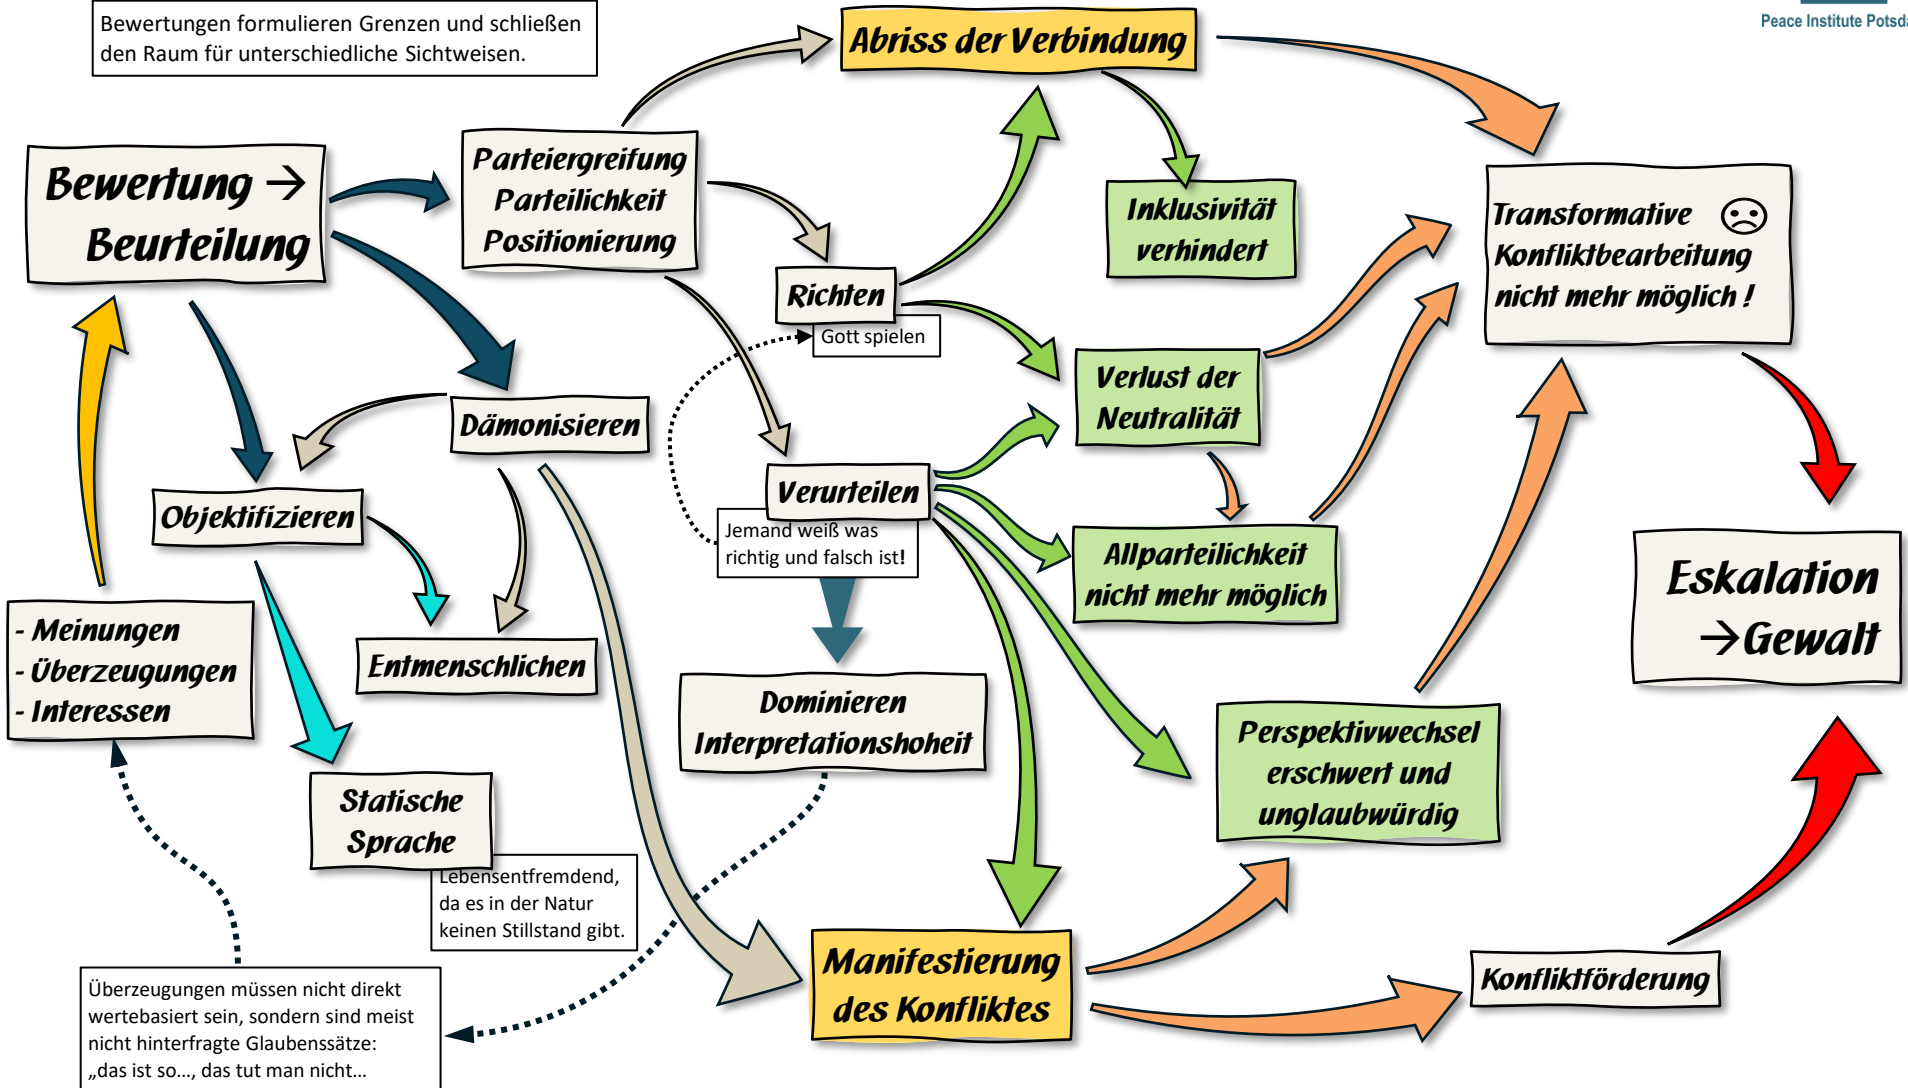 Bewertungen formulieren Grenzen und schließen
den Raum für unterschiedliche Sichtweisen.
Abriss der Verbindung
Peace Institute
Bewertung →
Beurteilung
Parteiergreifung
Parteilichkeit
Positionierung
Inklusivität
verhindert
Transformative
Konfliktbearbeitung
nicht mehr möglich !
Richten
Gott spielen
Verlust der
Neutralität
Dämonisieren
Verurteilen
Jemand weiß was
richtig und falsch ist!
Objektifizieren
Allparteilichkeit
nicht mehr möglich
Eskalation
→Gewalt
- Meinungen
- Überzeugungen
- Interessen
Entmenschlichen
Dominieren
Interpretationshoheit
Perspektivwechsel
erschwert und
unglaubwürdig
Statische
Sprache
Lebensentfremdend,
da es in der Natur
keinen Stillstand gibt.
Manifestierung
des Konfliktes
Konfliktförderung
Überzeugungen müssen nicht direkt
wertebasiert sein, sondern sind meist
nicht hinterfragte Glaubenssätze:
„das ist so…, das tut man nicht…